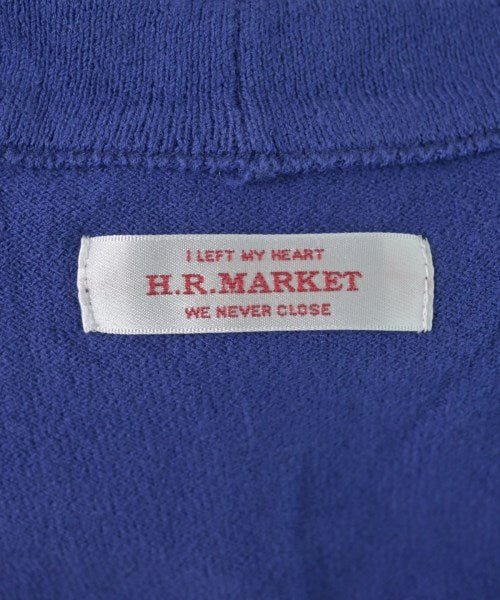 I LEFT MY HEART
H.R.MARKET
WE NEVER CLOSE